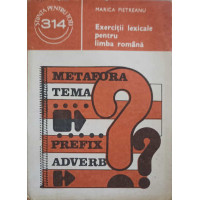 MARICA PIETREANU
ȘTIINȚA PENTRU TOȚI
314
Exerciții lexicale
pentru
limba română
METAFORA
TEMA
PREFIX
ADVERB